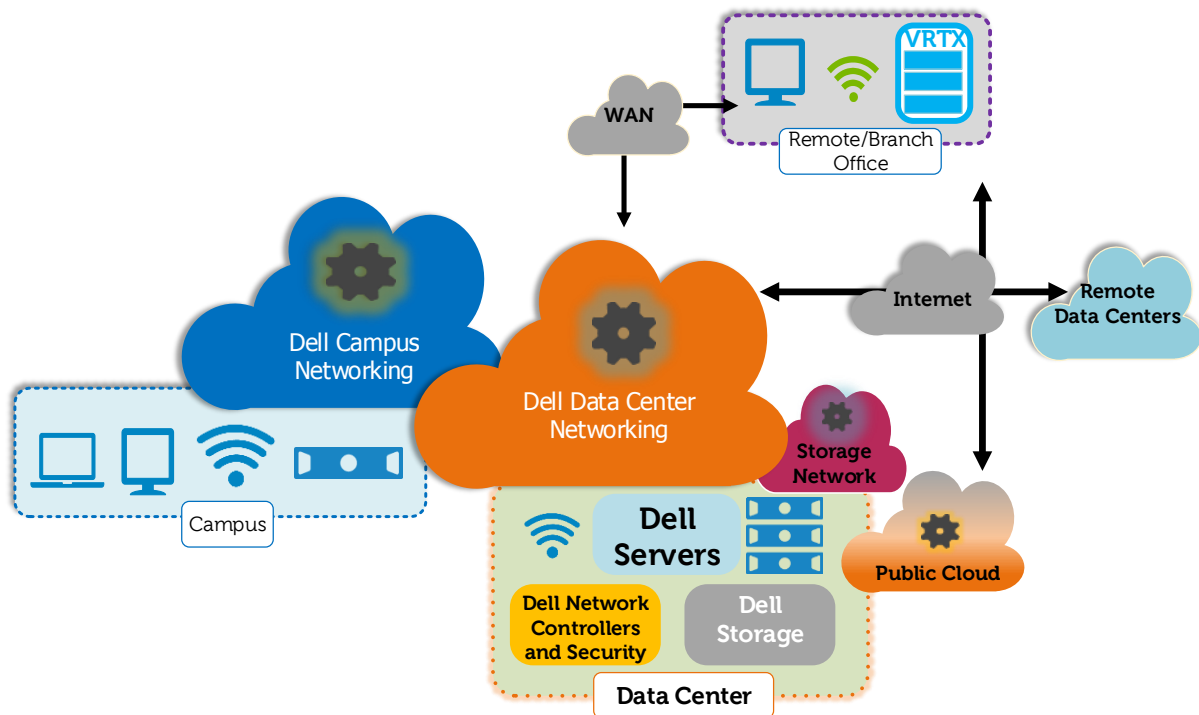 VRTX
WAN
Remote/Branch
Office
Internet
Remote
Data Centers
Dell Campus
Networking
Dell Data Center
Networking
Storage
Network
Campus
Dell
Servers
Public Cloud
Dell Network
Controllers
and Security
Dell
Storage
Data Center